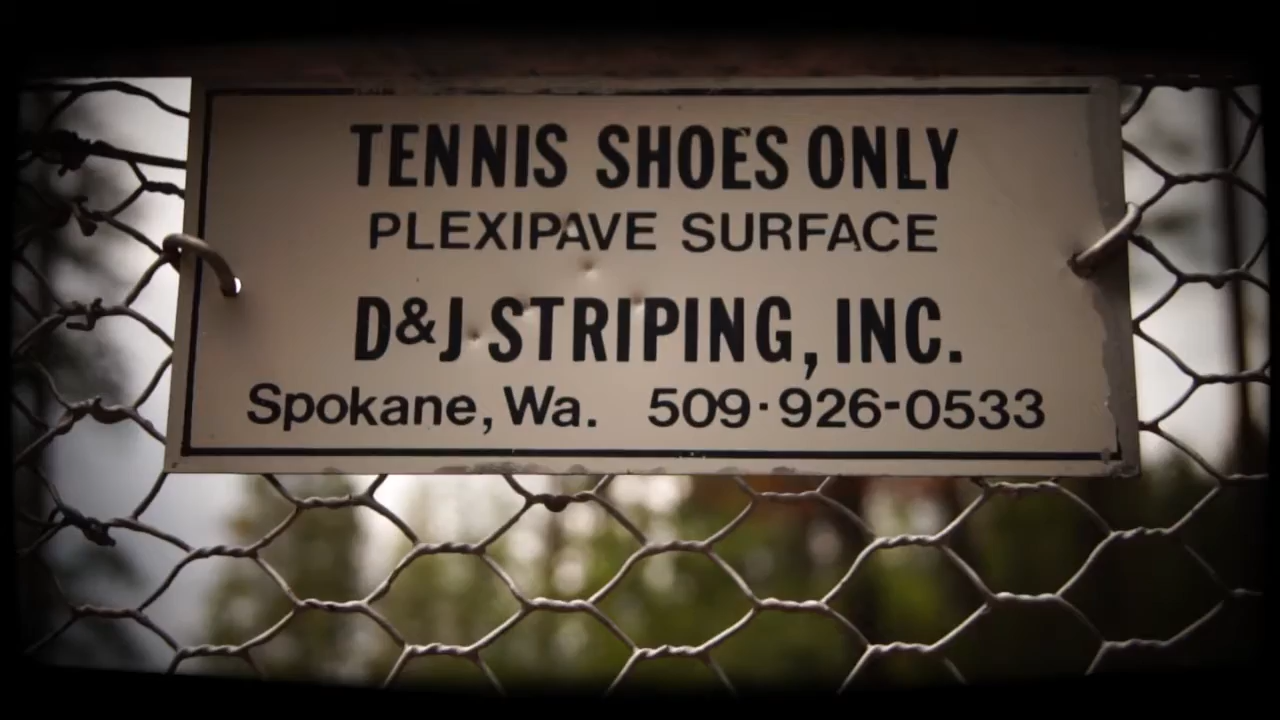 TENNIS SHOES ONLY
PLEXIPAVE SURFACE
D&J STRIPING, INC.
Spokane, Wa. 509·926-0533